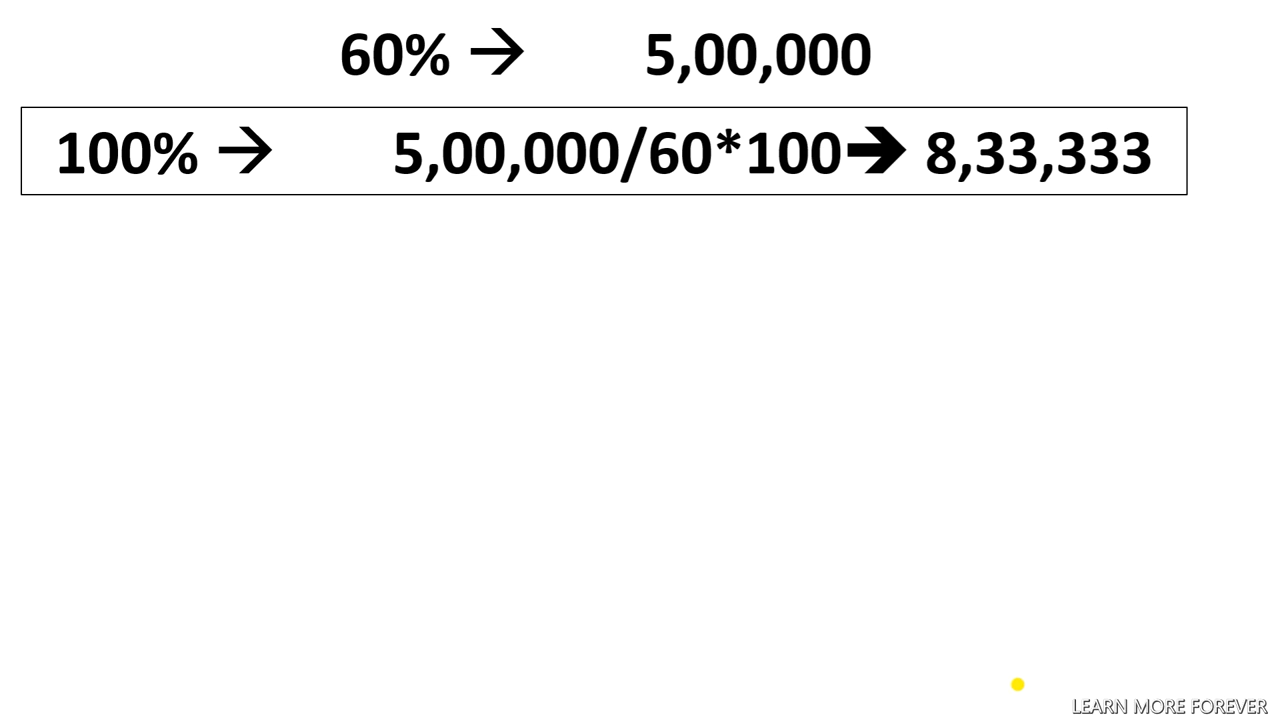 60% → 5,00,000
100% → 5,00,000/60*100🡺 8,33,333
LEARN MORE FOREVER